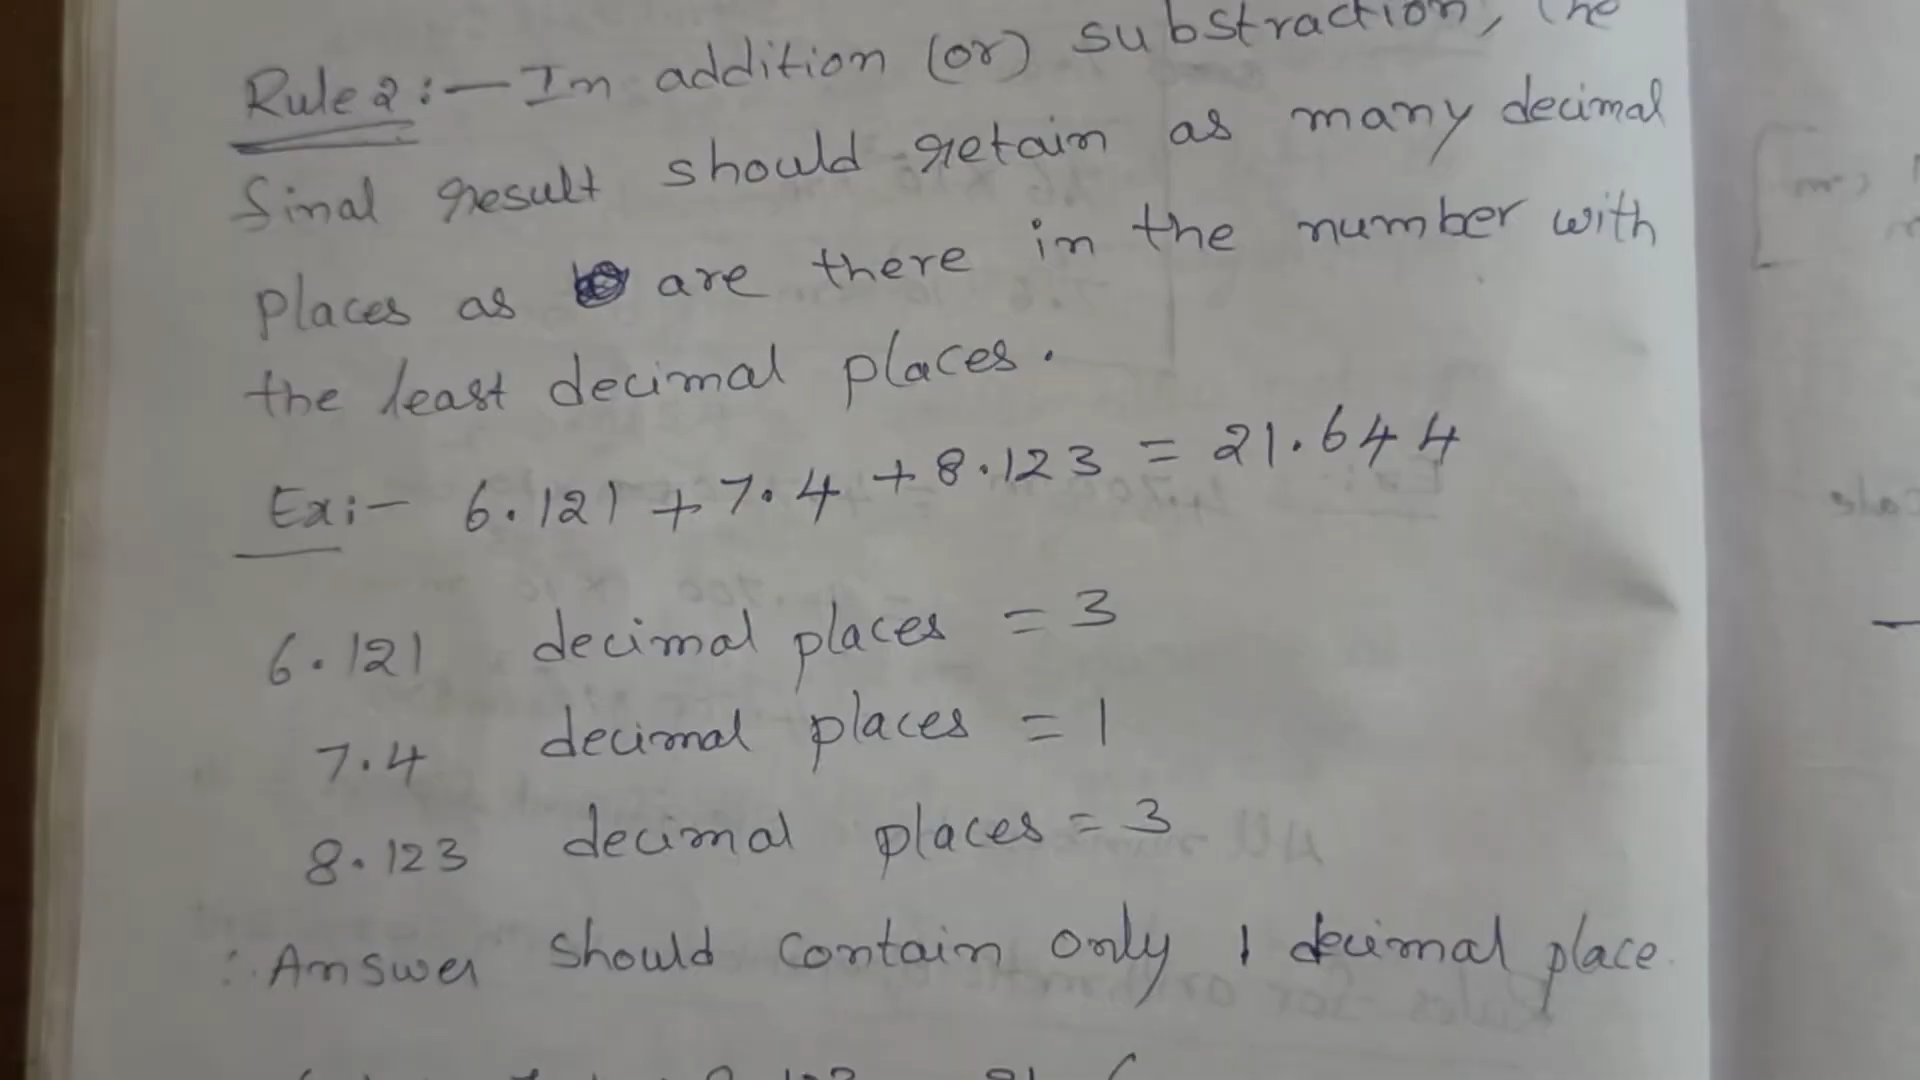 Rule 2:- In addition (or) substraction, the
final result should retain as many decimal
places as are there in the number with
the least decimal places.
Ex:- 6.121 + 7.4 + 8.123 = 21.644
6.121 decimal places = 3
7.4 decimal places = 1
8.123 decimal places = 3
∴ Answer should contain only 1 decimal place.